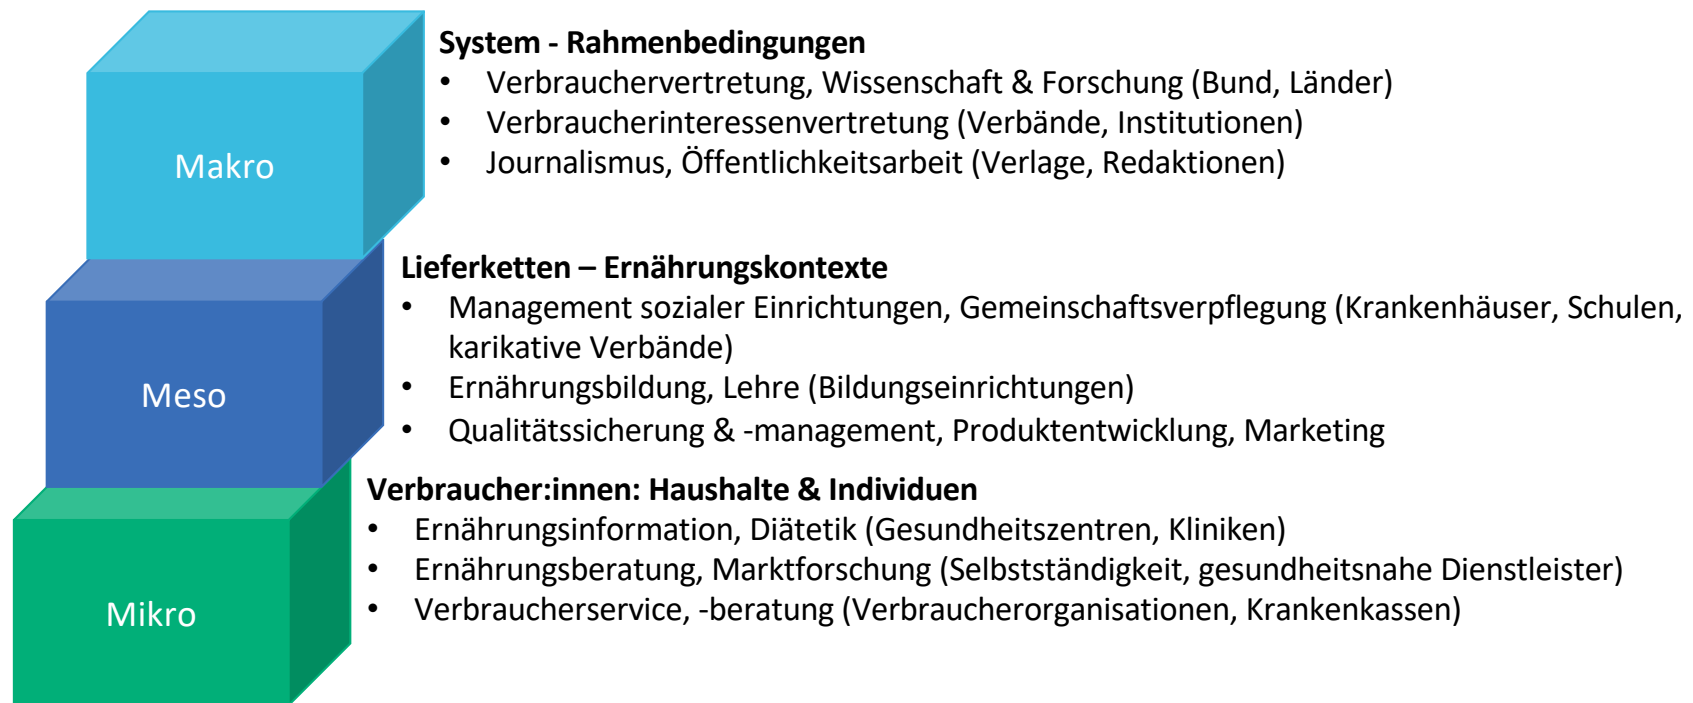 System - Rahmenbedingungen
• Verbrauchervertretung, Wissenschaft & Forschung (Bund, Länder)
• Verbraucherinteressenvertretung (Verbände, Institutionen)
• Journalismus, Öffentlichkeitsarbeit (Verlage, Redaktionen)
Makro
Lieferketten – Ernährungskontexte
• Management sozialer Einrichtungen, Gemeinschaftsverpflegung (Krankenhäuser, Schulen,
karikative Verbände)
• Ernährungsbildung, Lehre (Bildungseinrichtungen)
• Qualitätssicherung & -management, Produktentwicklung, Marketing
Meso
Verbraucher:innen: Haushalte & Individuen
• Ernährungsinformation, Diätetik (Gesundheitszentren, Kliniken)
• Ernährungsberatung, Marktforschung (Selbstständigkeit, gesundheitsnahe Dienstleister)
• Verbraucherservice, -beratung (Verbraucherorganisationen, Krankenkassen)
Mikro